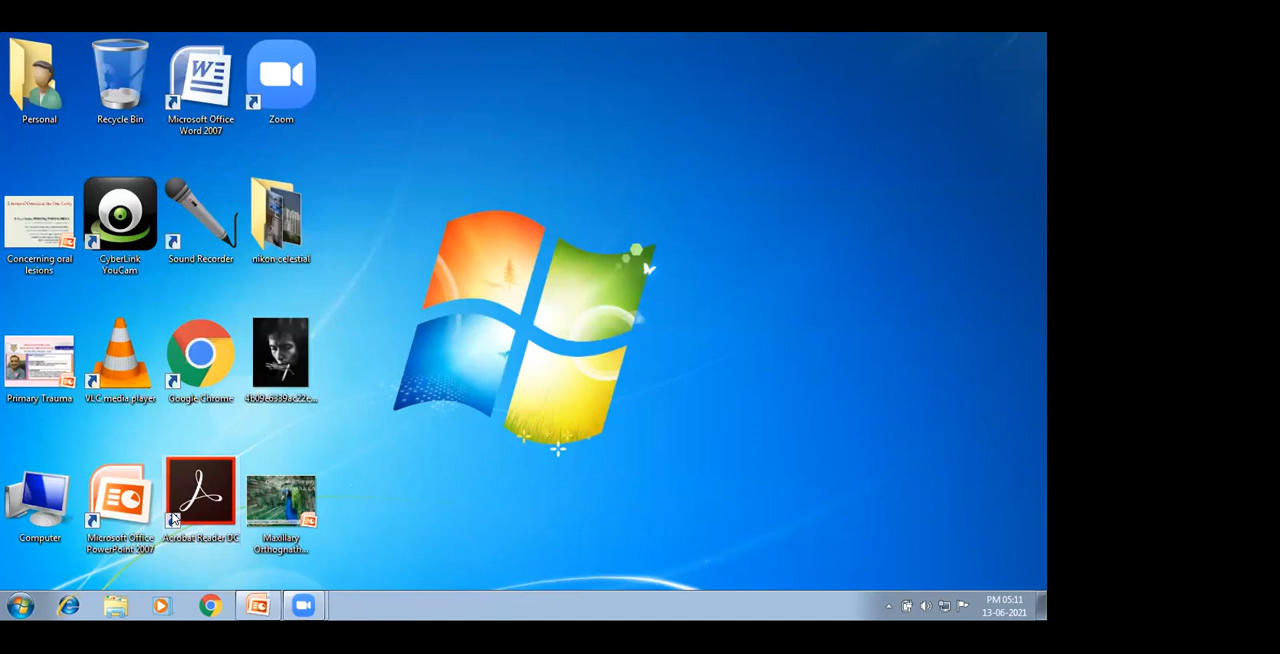 Personal
Recycle Bin
Microsoft Office
Word 2007
Zoom
Concerning oral
lesions
CyberLink
YouCam
Sound Recorder
nikon celestial
Primary Trauma
VLC media player
Google Chrome
Computer
Microsoft Office
PowerPoint 2007
Acrobat Reader DC
Maxillary
Orthognath...
PM 05:11
13-06-2021